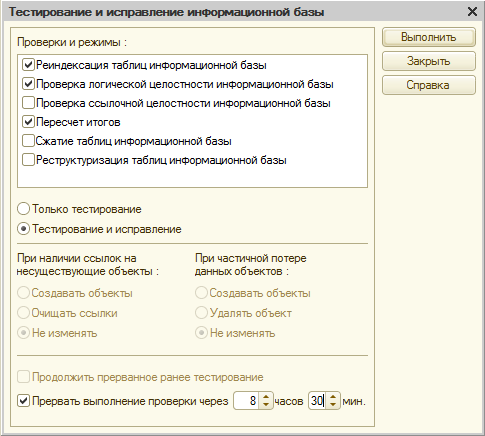 Тестирование и исправление информационной базы
Проверки и режимы :
Реиндексация таблиц информационной базы
Проверка логической целостности информационной базы
Проверка ссылочной целостности информационной базы
Пересчет итогов
Сжатие таблиц информационной базы
Реструктуризация таблиц информационной базы
Только тестирование
Тестирование и исправление
При наличии ссылок на
несуществующие объекты :
Создавать объекты
Очищать ссылки
Не изменять
При частичной потере
данных объектов :
Создавать объекты
Удалять объект
Не изменять
Продолжить прерванное ранее тестирование
Прервать выполнение проверки через 8 часов 30 мин.
Выполнить
Закрыть
Справка